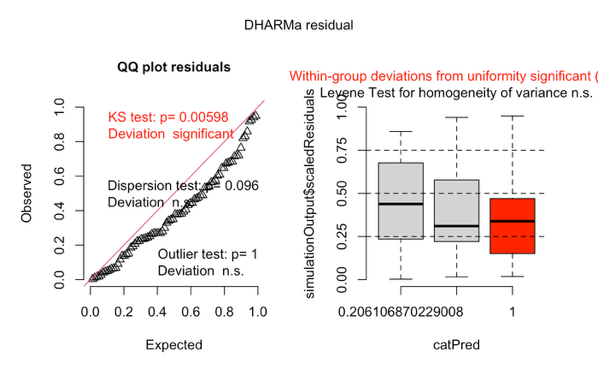 DHARMa residual
QQ plot residuals
KS test: p= 0.00598
Deviation significant
Dispersion test: p= 0.096
Deviation n.s.
Outlier test: p= 1
Deviation n.s.
Observed
0.0 0.2 0.4 0.6 0.8 1.0
0.0 0.2 0.4 0.6 0.8 1.0
Expected
Within-group deviations from uniformity significant (
Levene Test for homogeneity of variance n.s.
simulationOutput$scaledResiduals
0.00 0.25 0.50 0.75 1.00
0.206106870229008 1
catPred